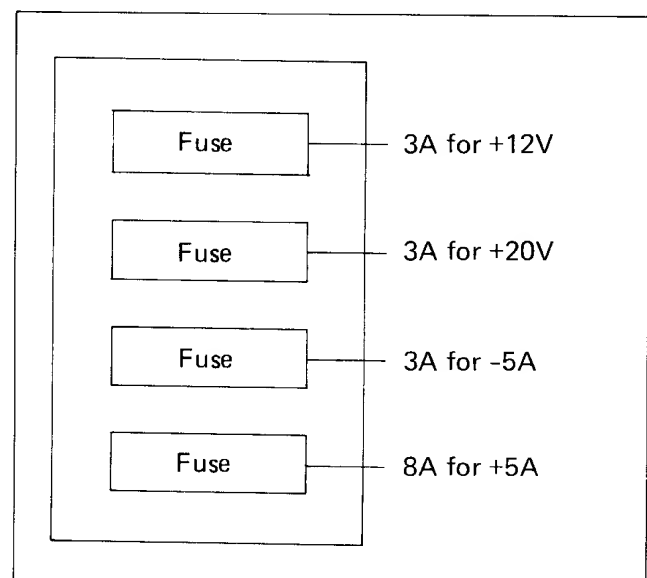 Fuse 3A for +12V
Fuse 3A for +20V
Fuse 3A for -5A
Fuse 8A for +5A